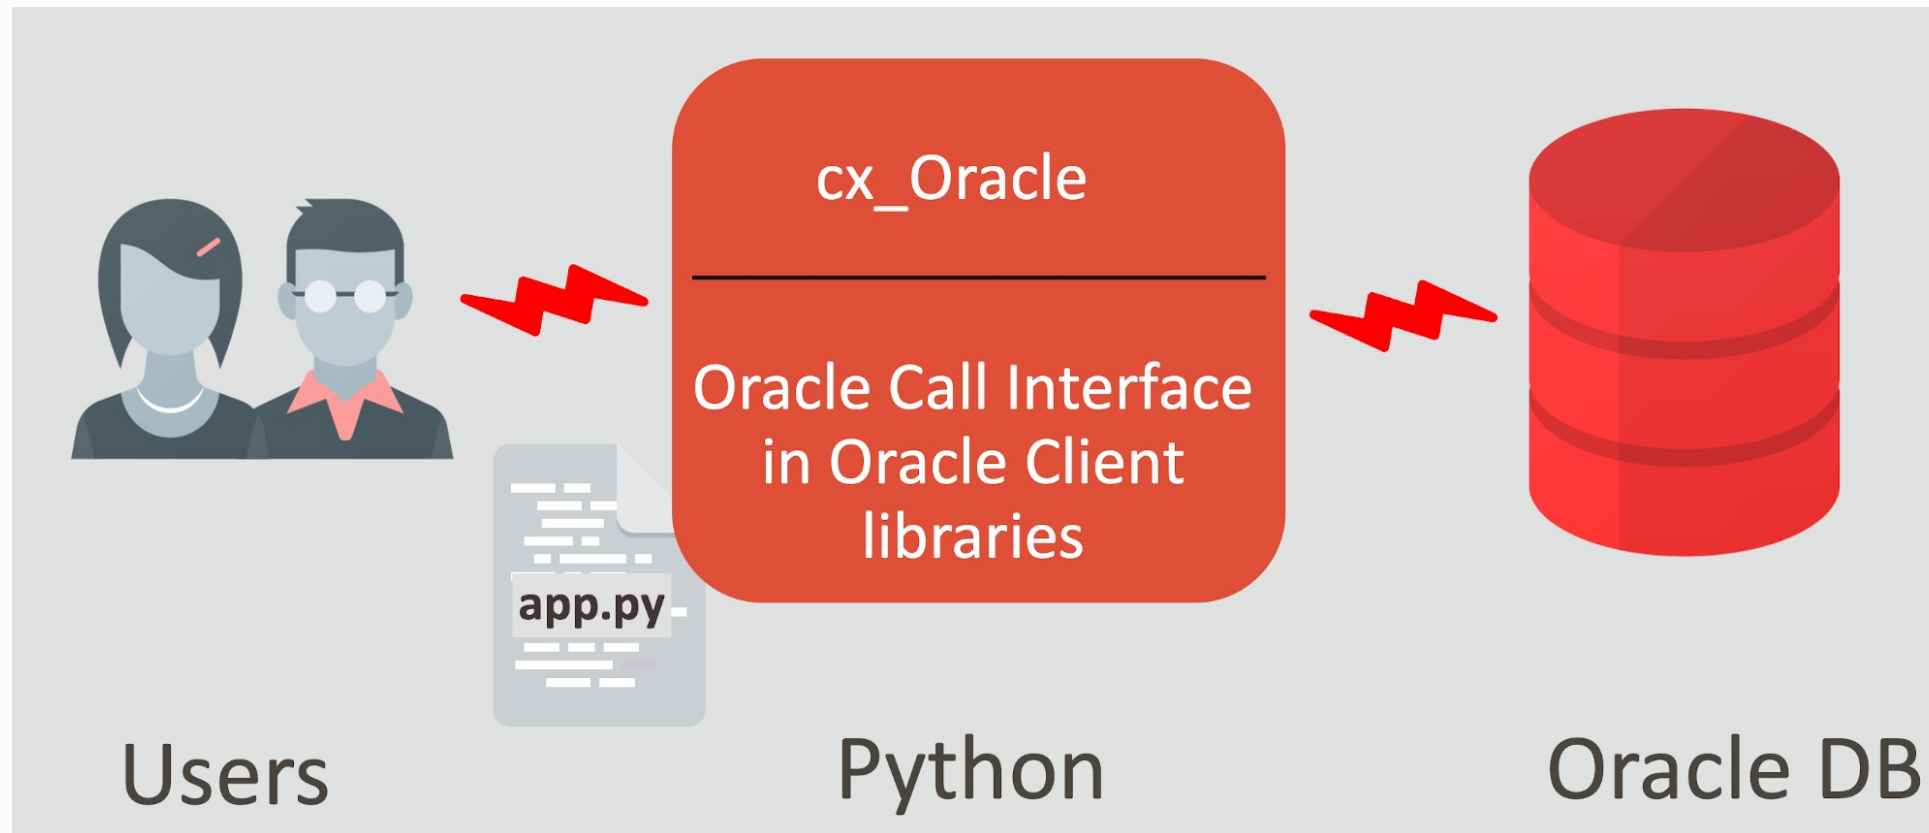 cx_Oracle
Oracle Call Interface
in Oracle Client
libraries
app.py
Users
Python
Oracle DB